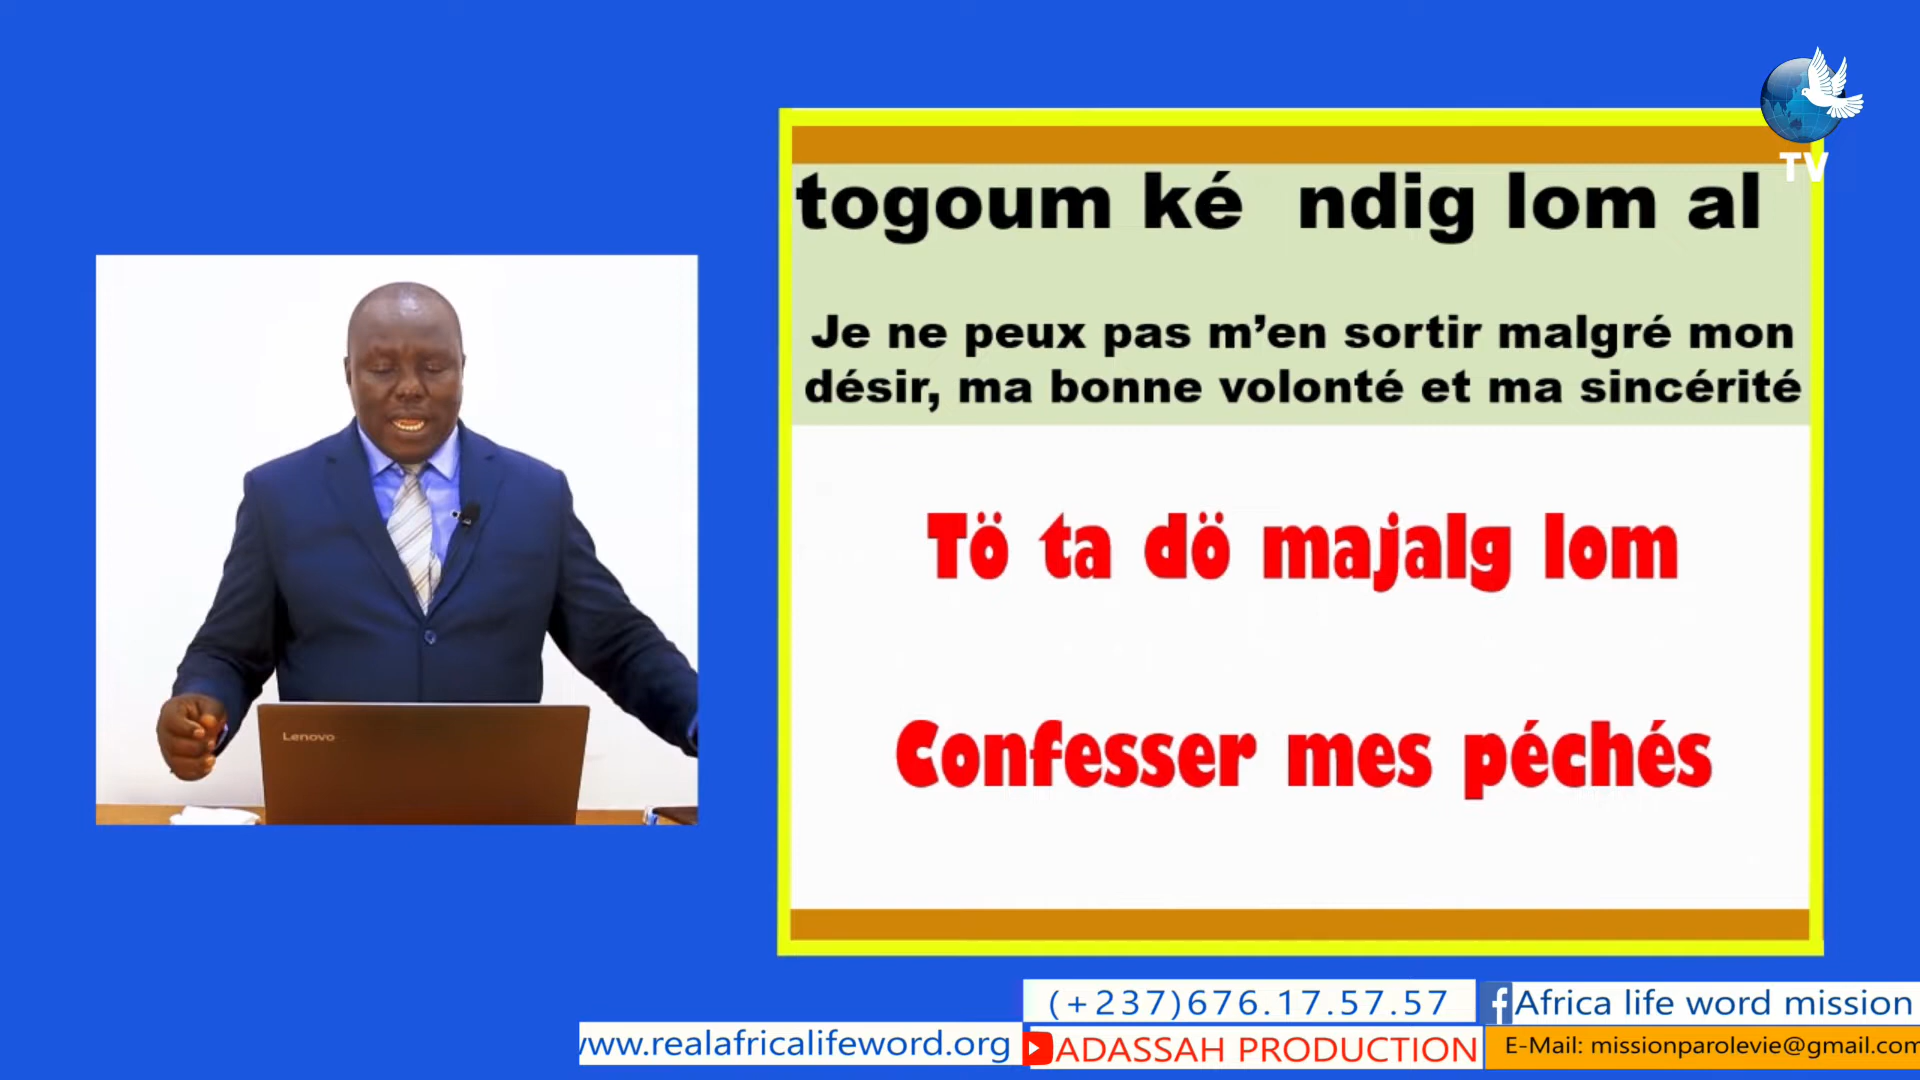 TV
togoum ké ndig lom al
Je ne peux pas m’en sortir malgré mon
désir, ma bonne volonté et ma sincérité
Tö ta dö majalg lom
Confesser mes péchés
Lenovo
(+237)676.17.57.57
Africa life word mission
www.realafricalifeword.org
ADASSAH PRODUCTION
E-Mail: missionparolevie@gmail.com